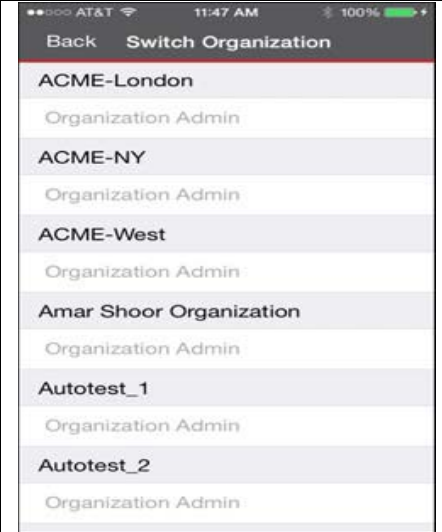 AT&T 11:47 AM 100%
Back Switch Organization
ACME-London
Organization Admin
ACME-NY
Organization Admin
ACME-West
Organization Admin
Amar Shoor Organization
Organization Admin
Autotest_1
Organization Admin
Autotest_2
Organization Admin